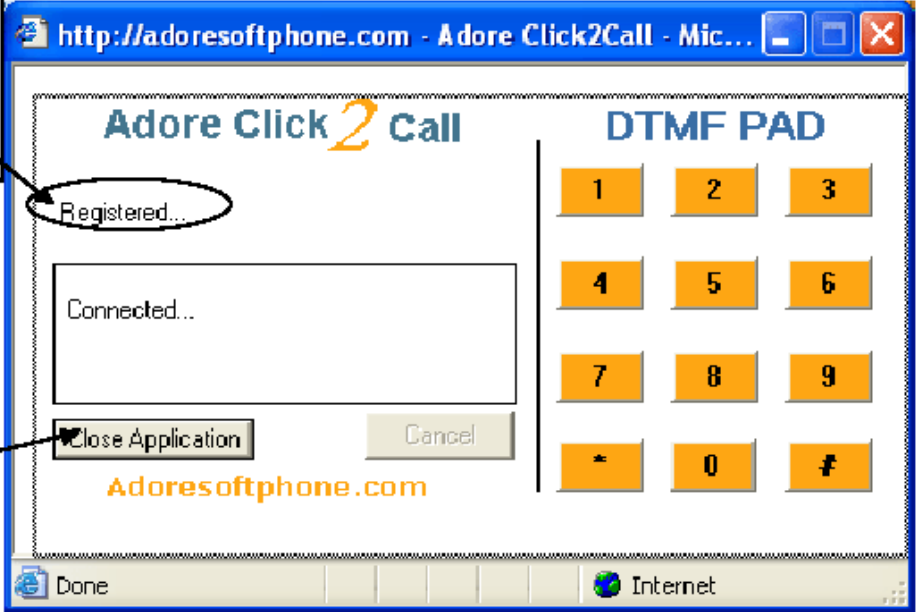 http://adoresoftphone.com - Adore Click2Call - Mic...
Adore Click 2 Call
Registered...
Connected...
Close Application
Cancel
Adoresoftphone.com
DTMF PAD
1 2 3
4 5 6
7 8 9
* 0 #
Done
Internet